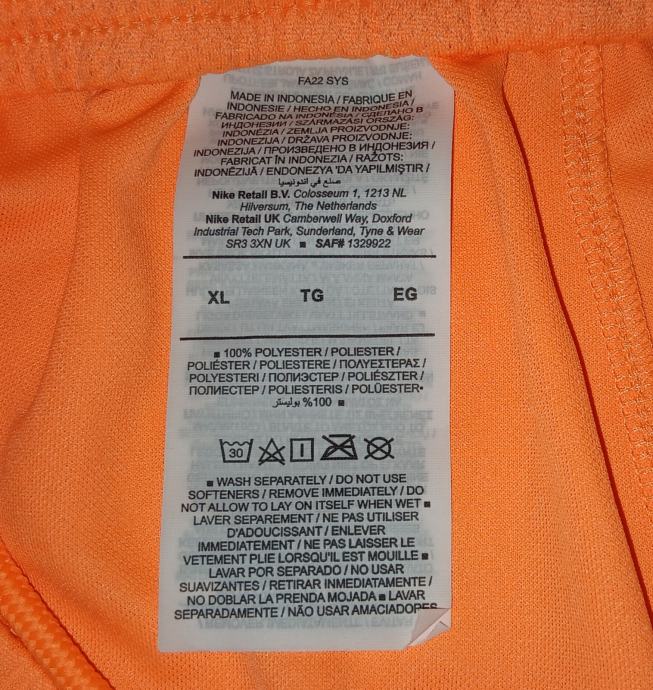 FA22 SYS
MADE IN INDONESIA / FABRIQUE EN
INDONESIE / HECHO EN INDONESIA /
FABRICADO NA INDONÉSIA / СДЕЛАНО В
ИНДОНЕЗИИ / SZÁRMAZÁSI ORSZÁG:
INDONÉZIA / ZEMLJA PROIZVODNJE:
INDONEZIJA / DRŽAVA PROIZVODNJE:
INDONEZIJA / ПРОИЗВЕДЕНО В ИНДОНЕЗИЯ /
FABRICAT ÎN INDONEZIA / RAŽOTS:
INDONĒZIJĀ / ENDONEZYA 'DA YAPILMIŞTIR /
صنع في أندونيسيا
Nike Retail B.V. Colosseum 1, 1213 NL
Hilversum, The Netherlands
Nike Retail UK Camberwell Way, Doxford
Industrial Tech Park, Sunderland, Tyne & Wear
SR3 3XN UK ■ SAF# 1329922
XL TG EG
■ 100% POLYESTER / POLIESTER /
POLIÉSTER / POLIESTERE / ΠΟΛΥΕΣΤΕΡΑΣ /
POLYESTERI / ПОЛИЭСТЕР / POLIÉSZTER /
ПОЛИЕСТЕР / POLIESTERIS / POLÜESTER•
■ %100 بوليستر
30
■ WASH SEPARATELY / DO NOT USE
SOFTENERS / REMOVE IMMEDIATELY / DO
NOT ALLOW TO LAY ON ITSELF WHEN WET ■
LAVER SEPAREMENT / NE PAS UTILISER
D'ADOUCISSANT / ENLEVER
IMMEDIATEMENT / NE PAS LAISSER LE
VETEMENT PLIE LORSQU'IL EST MOUILLE ■
LAVAR POR SEPARADO / NO USAR
SUAVIZANTES / RETIRAR INMEDIATAMENTE /
NO DOBLAR LA PRENDA MOJADA ■ LAVAR
SEPARADAMENTE / NÃO USAR AMACIADORES